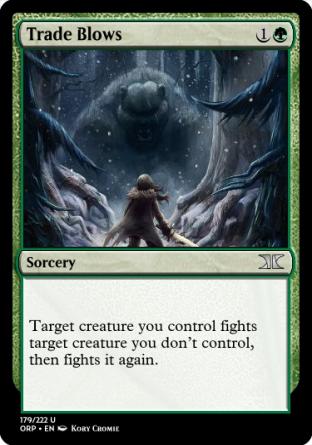 Trade Blows 1
Sorcery
Target creature you control fights
target creature you don't control,
then fights it again.
179/222 U
ORP • EN Kory Cromie